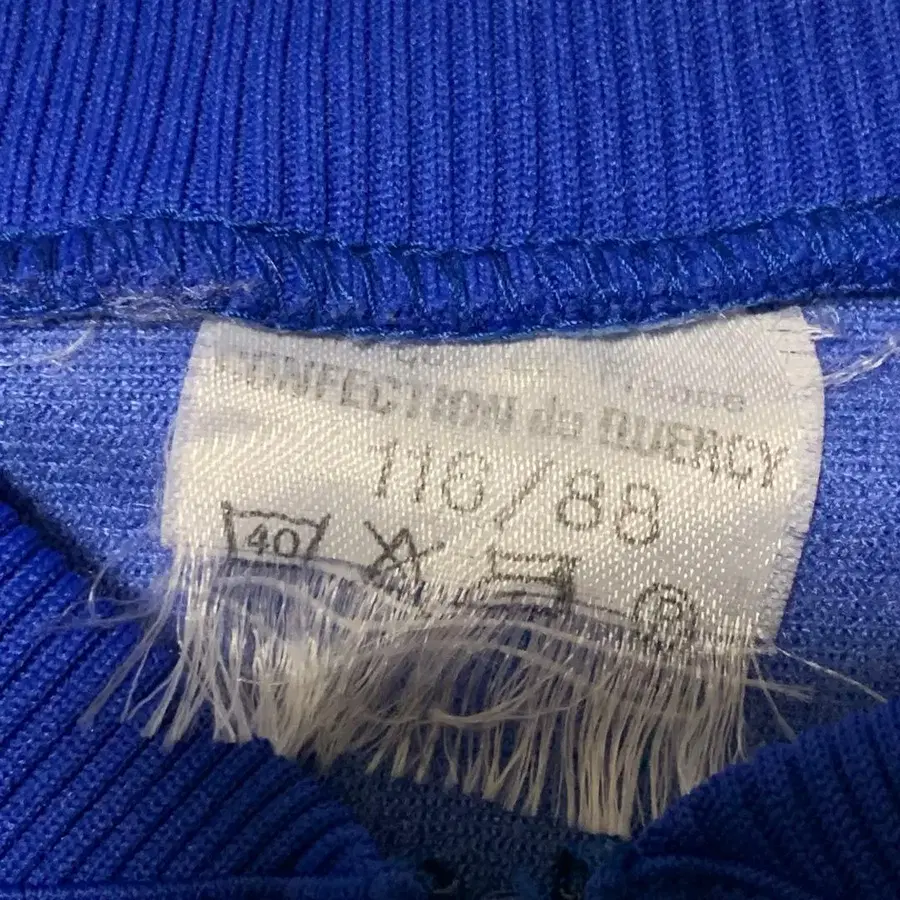 CONFECTION du QUERCY
116/88
40
P